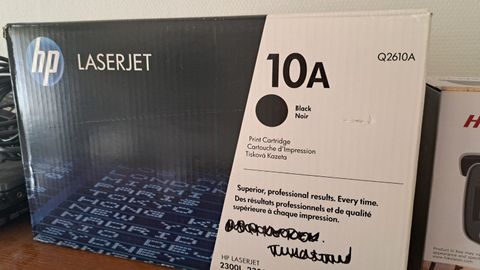 hp LASERJET
10A
Q2610A
Black
Noir
Print Cartridge
Cartouche d'Impression
Tisková Kazeta
Superior, professional results. Every time.
Des résultats professionnels et de qualité
supérieure à chaque impression.
HP LASERJET
2300L